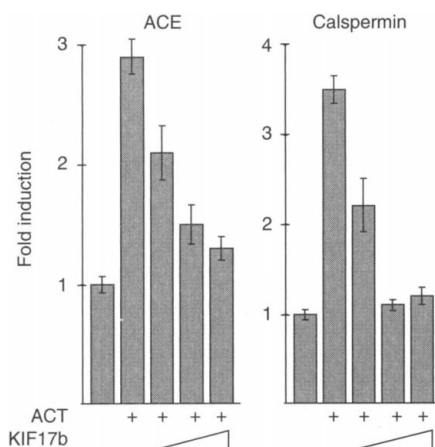 ACE
Calspermin
Fold induction
3
2
1
4
3
2
1
ACT + + + + + + + +
KIF17b